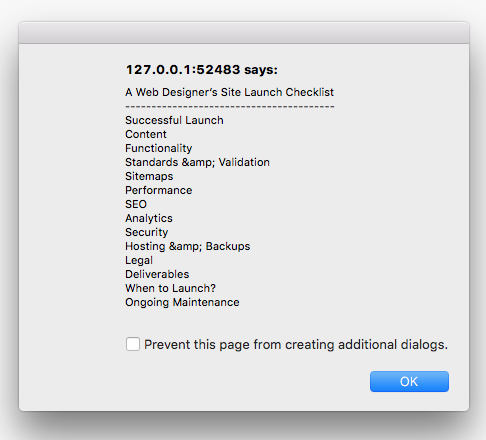 127.0.0.1:52483 says:
A Web Designer's Site Launch Checklist
----------------------------------------
Successful Launch
Content
Functionality
Standards &amp; Validation
Sitemaps
Performance
SEO
Analytics
Security
Hosting &amp; Backups
Legal
Deliverables
When to Launch?
Ongoing Maintenance
Prevent this page from creating additional dialogs.
OK